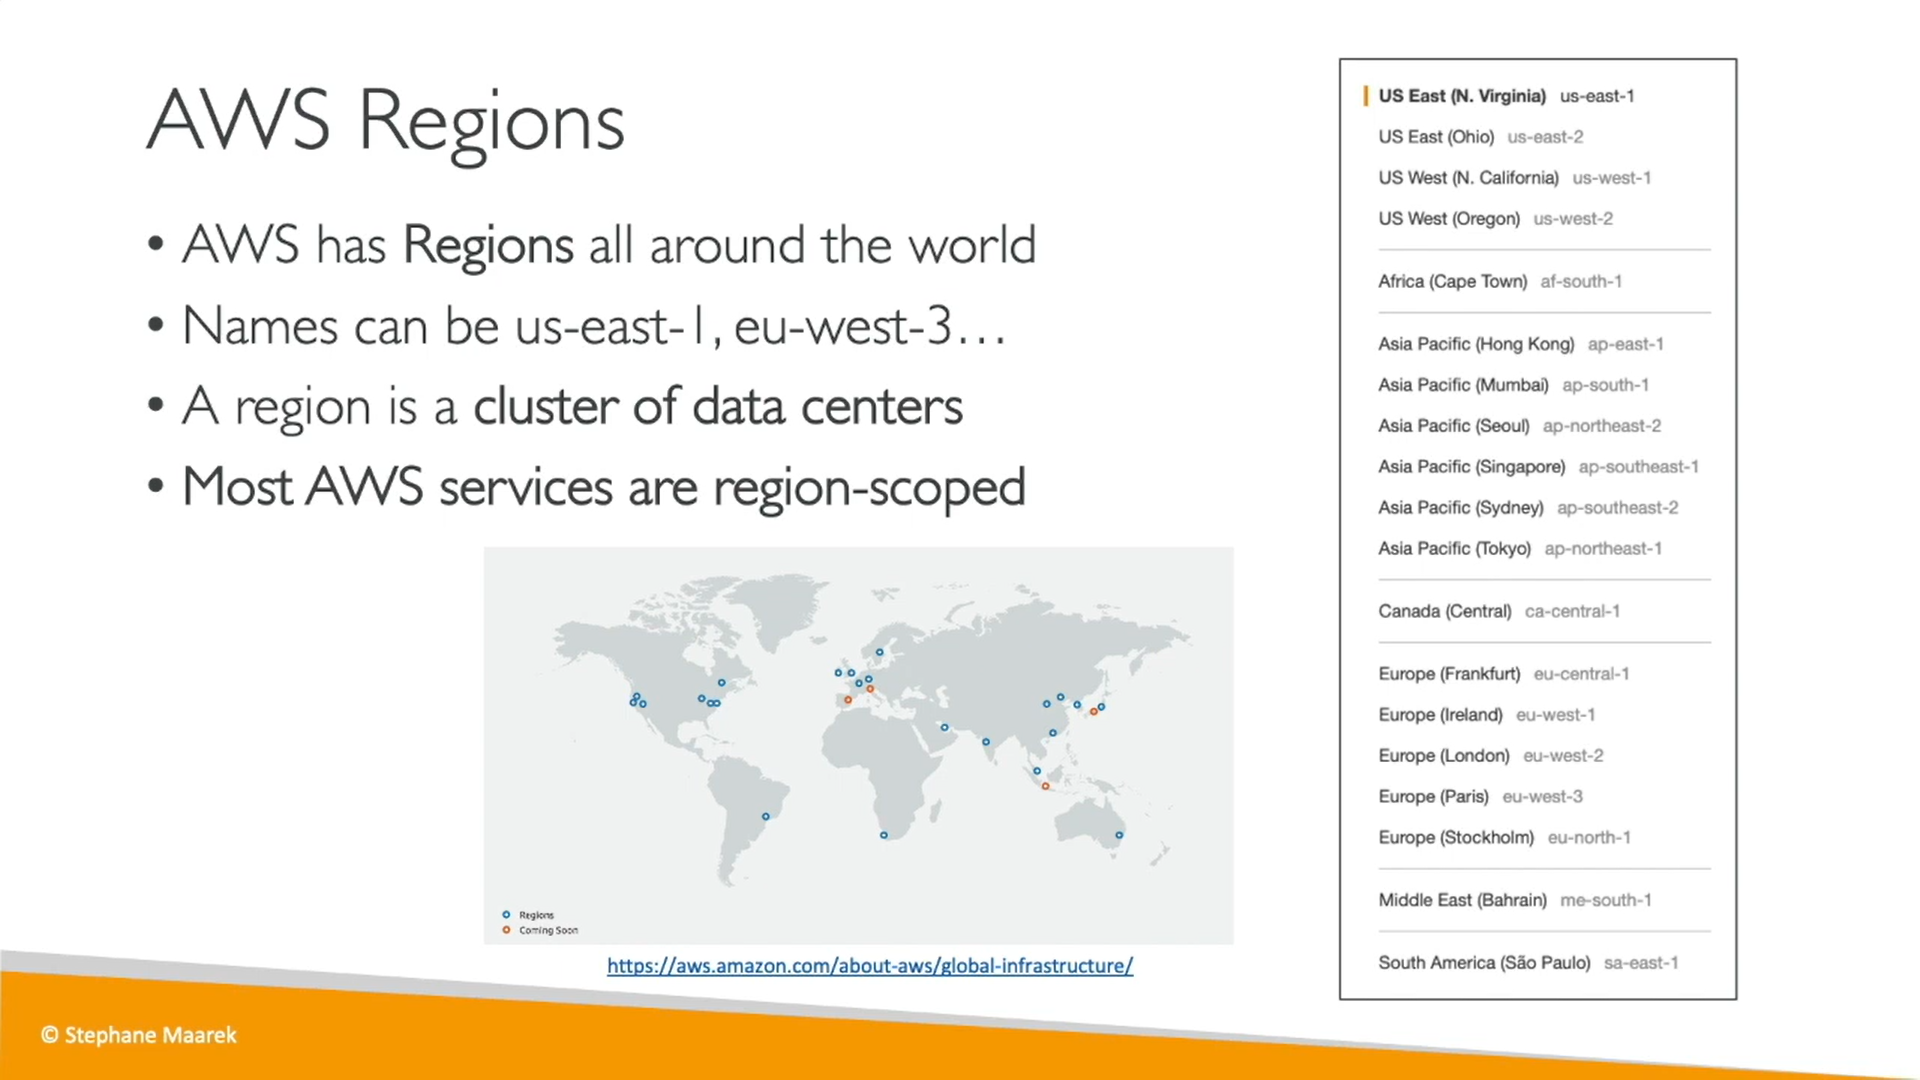 AWS Regions
• AWS has Regions all around the world
• Names can be us-east-1, eu-west-3…
• A region is a cluster of data centers
• Most AWS services are region-scoped
Regions
Coming Soon
https://aws.amazon.com/about-aws/global-infrastructure/
US East (N. Virginia) us-east-1
US East (Ohio) us-east-2
US West (N. California) us-west-1
US West (Oregon) us-west-2
Africa (Cape Town) af-south-1
Asia Pacific (Hong Kong) ap-east-1
Asia Pacific (Mumbai) ap-south-1
Asia Pacific (Seoul) ap-northeast-2
Asia Pacific (Singapore) ap-southeast-1
Asia Pacific (Sydney) ap-southeast-2
Asia Pacific (Tokyo) ap-northeast-1
Canada (Central) ca-central-1
Europe (Frankfurt) eu-central-1
Europe (Ireland) eu-west-1
Europe (London) eu-west-2
Europe (Paris) eu-west-3
Europe (Stockholm) eu-north-1
Middle East (Bahrain) me-south-1
South America (São Paulo) sa-east-1
© Stephane Maarek